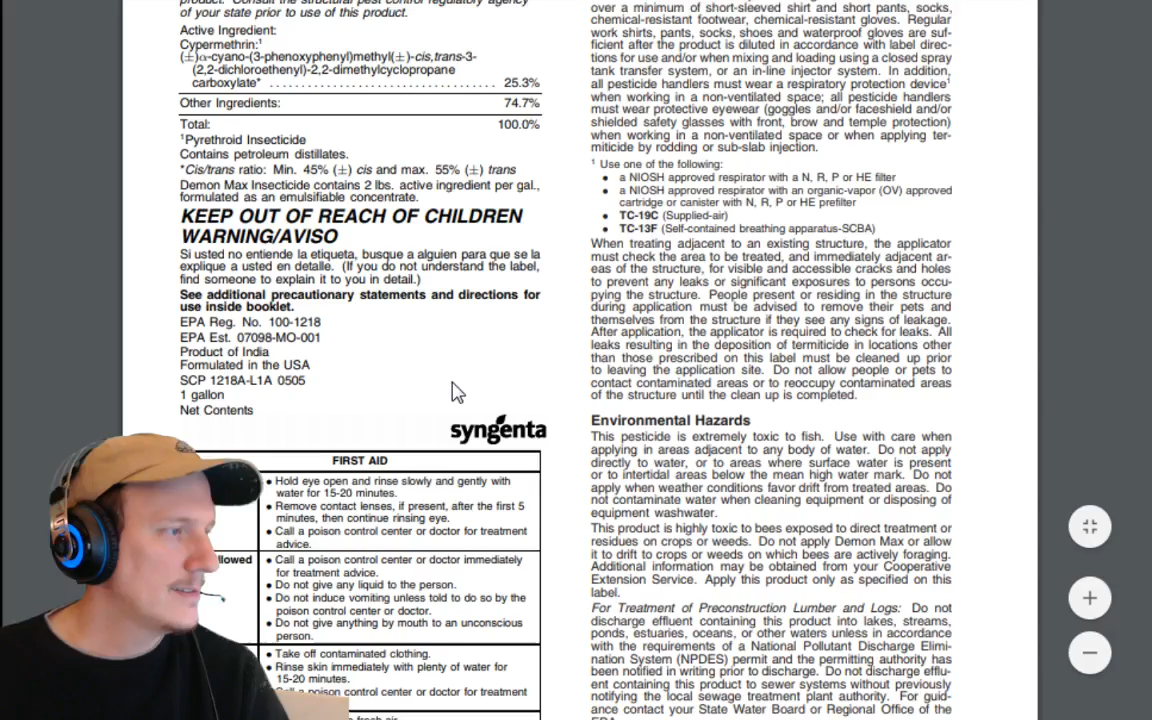 product. Consult the structural pest control regulatory agency
of your state prior to use of this product.
Active Ingredient:
Cypermethrin:¹
(±)α-cyano-(3-phenoxyphenyl)methyl(±)-cis,trans-3-
(2,2-dichloroethenyl)-2,2-dimethylcyclopropane
carboxylate* . . . . . . . . . . . . . . . . . . . . . . . . . . . . . . . . . . . . . 25.3%
Other Ingredients: 74.7%
Total: 100.0%
¹Pyrethroid Insecticide
Contains petroleum distillates.
*Cis/trans ratio: Min. 45% (±) cis and max. 55% (±) trans
Demon Max Insecticide contains 2 lbs. active ingredient per gal.,
formulated as an emulsifiable concentrate.
KEEP OUT OF REACH OF CHILDREN
WARNING/AVISO
Si usted no entiende la etiqueta, busque a alguien para que se la
explique a usted en detalle. (If you do not understand the label,
find someone to explain it to you in detail.)
See additional precautionary statements and directions for
use inside booklet.
EPA Reg. No. 100-1218
EPA Est. 07098-MO-001
Product of India
Formulated in the USA
SCP 1218A-L1A 0505
1 gallon
Net Contents
syngenta
FIRST AID
• Hold eye open and rinse slowly and gently with
water for 15-20 minutes.
• Remove contact lenses, if present, after the first 5
minutes, then continue rinsing eye.
• Call a poison control center or doctor for treatment
advice.
• Call a poison control center or doctor immediately
for treatment advice.
• Do not give any liquid to the person.
• Do not induce vomiting unless told to do so by the
poison control center or doctor.
• Do not give anything by mouth to an unconscious
person.
• Take off contaminated clothing.
• Rinse skin immediately with plenty of water for
15-20 minutes.
poison control center or doctor for treatment
fresh air
over a minimum of short-sleeved shirt and short pants, socks,
chemical-resistant footwear, chemical-resistant gloves. Regular
work shirts, pants, socks, shoes and waterproof gloves are suf-
ficient after the product is diluted in accordance with label direc-
tions for use and/or when mixing and loading using a closed spray
tank transfer system, or an in-line injector system. In addition,
all pesticide handlers must wear a respiratory protection device¹
when working in a non-ventilated space; all pesticide handlers
must wear protective eyewear (goggles and/or faceshield and/or
shielded safety glasses with front, brow and temple protection)
when working in a non-ventilated space or when applying ter-
miticide by rodding or sub-slab injection.
¹ Use one of the following:
• a NIOSH approved respirator with a N, R, P or HE filter
• a NIOSH approved respirator with an organic-vapor (OV) approved
cartridge or canister with N, R, P or HE prefilter
• TC-19C (Supplied-air)
• TC-13F (Self-contained breathing apparatus-SCBA)
When treating adjacent to an existing structure, the applicator
must check the area to be treated, and immediately adjacent ar-
eas of the structure, for visible and accessible cracks and holes
to prevent any leaks or significant exposures to persons occu-
pying the structure. People present or residing in the structure
during application must be advised to remove their pets and
themselves from the structure if they see any signs of leakage.
After application, the applicator is required to check for leaks. All
leaks resulting in the deposition of termiticide in locations other
than those prescribed on this label must be cleaned up prior
to leaving the application site. Do not allow people or pets to
contact contaminated areas or to reoccupy contaminated areas
of the structure until the clean up is completed.
Environmental Hazards
This pesticide is extremely toxic to fish. Use with care when
applying in areas adjacent to any body of water. Do not apply
directly to water, or to areas where surface water is present
or to intertidal areas below the mean high water mark. Do not
apply when weather conditions favor drift from treated areas. Do
not contaminate water when cleaning equipment or disposing of
equipment washwater.
This product is highly toxic to bees exposed to direct treatment or
residues on crops or weeds. Do not apply Demon Max or allow
it to drift to crops or weeds on which bees are actively foraging.
Additional information may be obtained from your Cooperative
Extension Service. Apply this product only as specified on this
label.
For Treatment of Preconstruction Lumber and Logs: Do not
discharge effluent containing this product into lakes, streams,
ponds, estuaries, oceans, or other waters unless in accordance
with the requirements of a National Pollutant Discharge Elimi-
nation System (NPDES) permit and the permitting authority has
been notified in writing prior to discharge. Do not discharge efflu-
ent containing this product to sewer systems without previously
notifying the local sewage treatment plant authority. For guid-
ance contact your State Water Board or Regional Office of the
EPA.